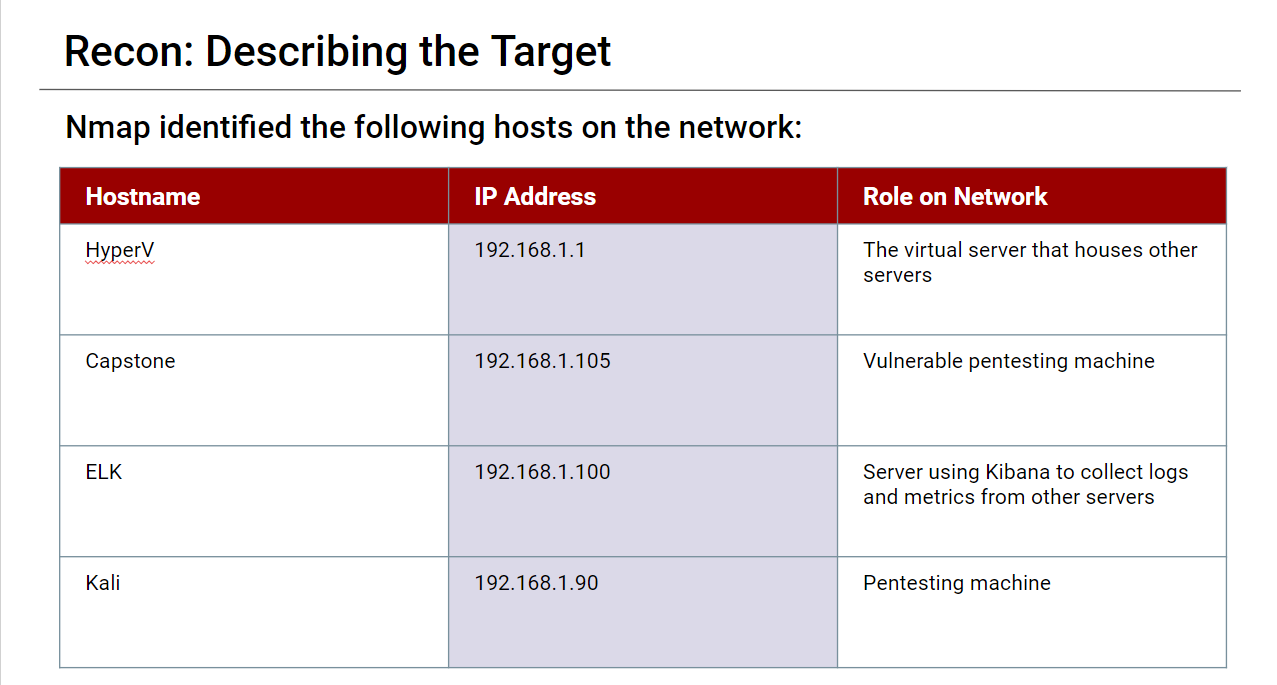 Recon: Describing the Target
Nmap identified the following hosts on the network:
Hostname IP Address Role on Network
HyperV 192.168.1.1 The virtual server that houses other
servers
Capstone 192.168.1.105 Vulnerable pentesting machine
ELK 192.168.1.100 Server using Kibana to collect logs
and metrics from other servers
Kali 192.168.1.90 Pentesting machine